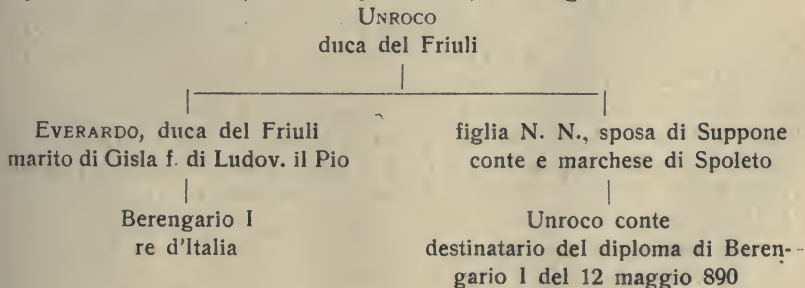 UNROCO
duca del Friuli
EVERARDO, duca del Friuli
marito di Gisla f. di Ludov. il Pio
Berengario I
re d'Italia
figlia N. N., sposa di Suppone
conte e marchese di Spoleto
Unroco conte
destinatario del diploma di Beren-
gario I del 12 maggio 890